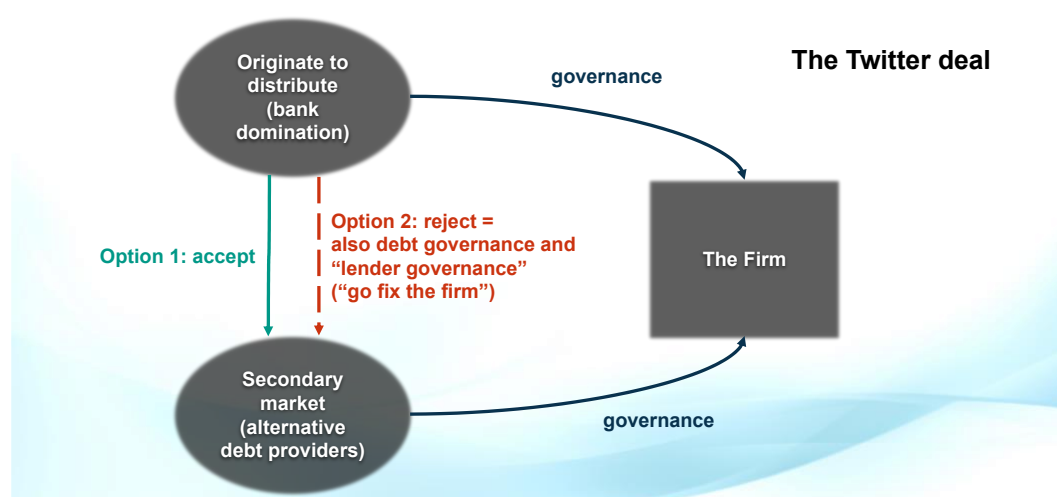 The Twitter deal
Originate to
distribute
(bank
domination)
governance
Option 1: accept
Option 2: reject =
also debt governance and
“lender governance”
(“go fix the firm”)
The Firm
Secondary
market
(alternative
debt providers)
governance